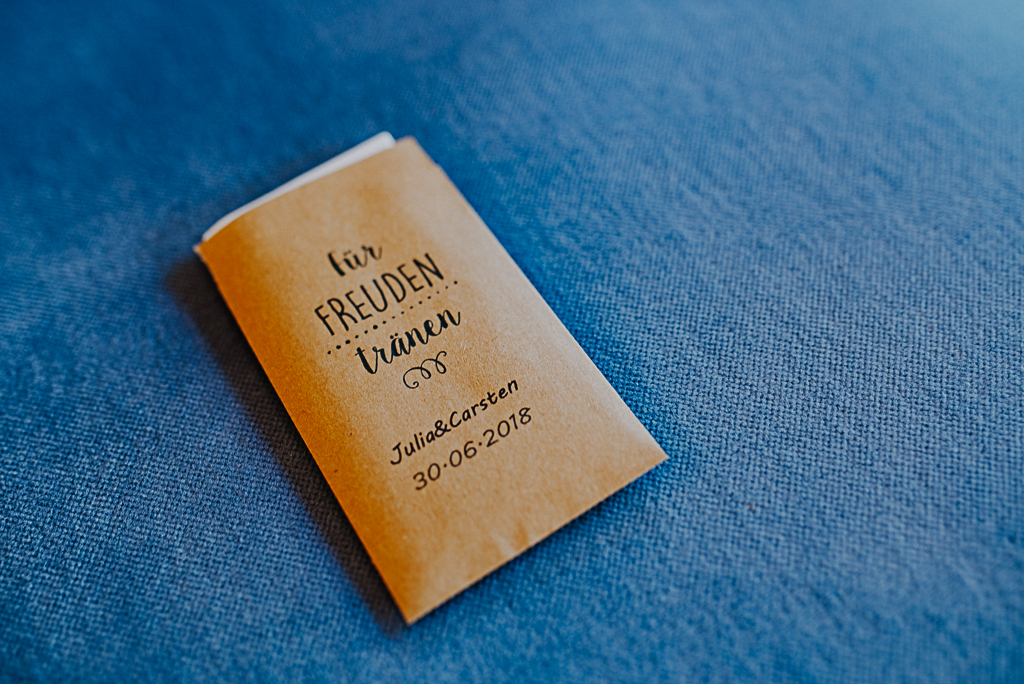 für
FREUDEN
tränen
Julia&Carsten
30·06·2018